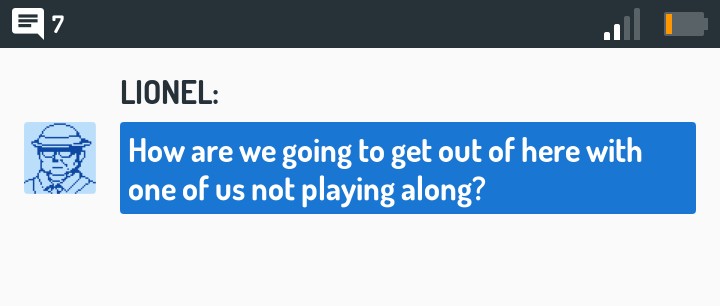 7
LIONEL:
How are we going to get out of here with
one of us not playing along?